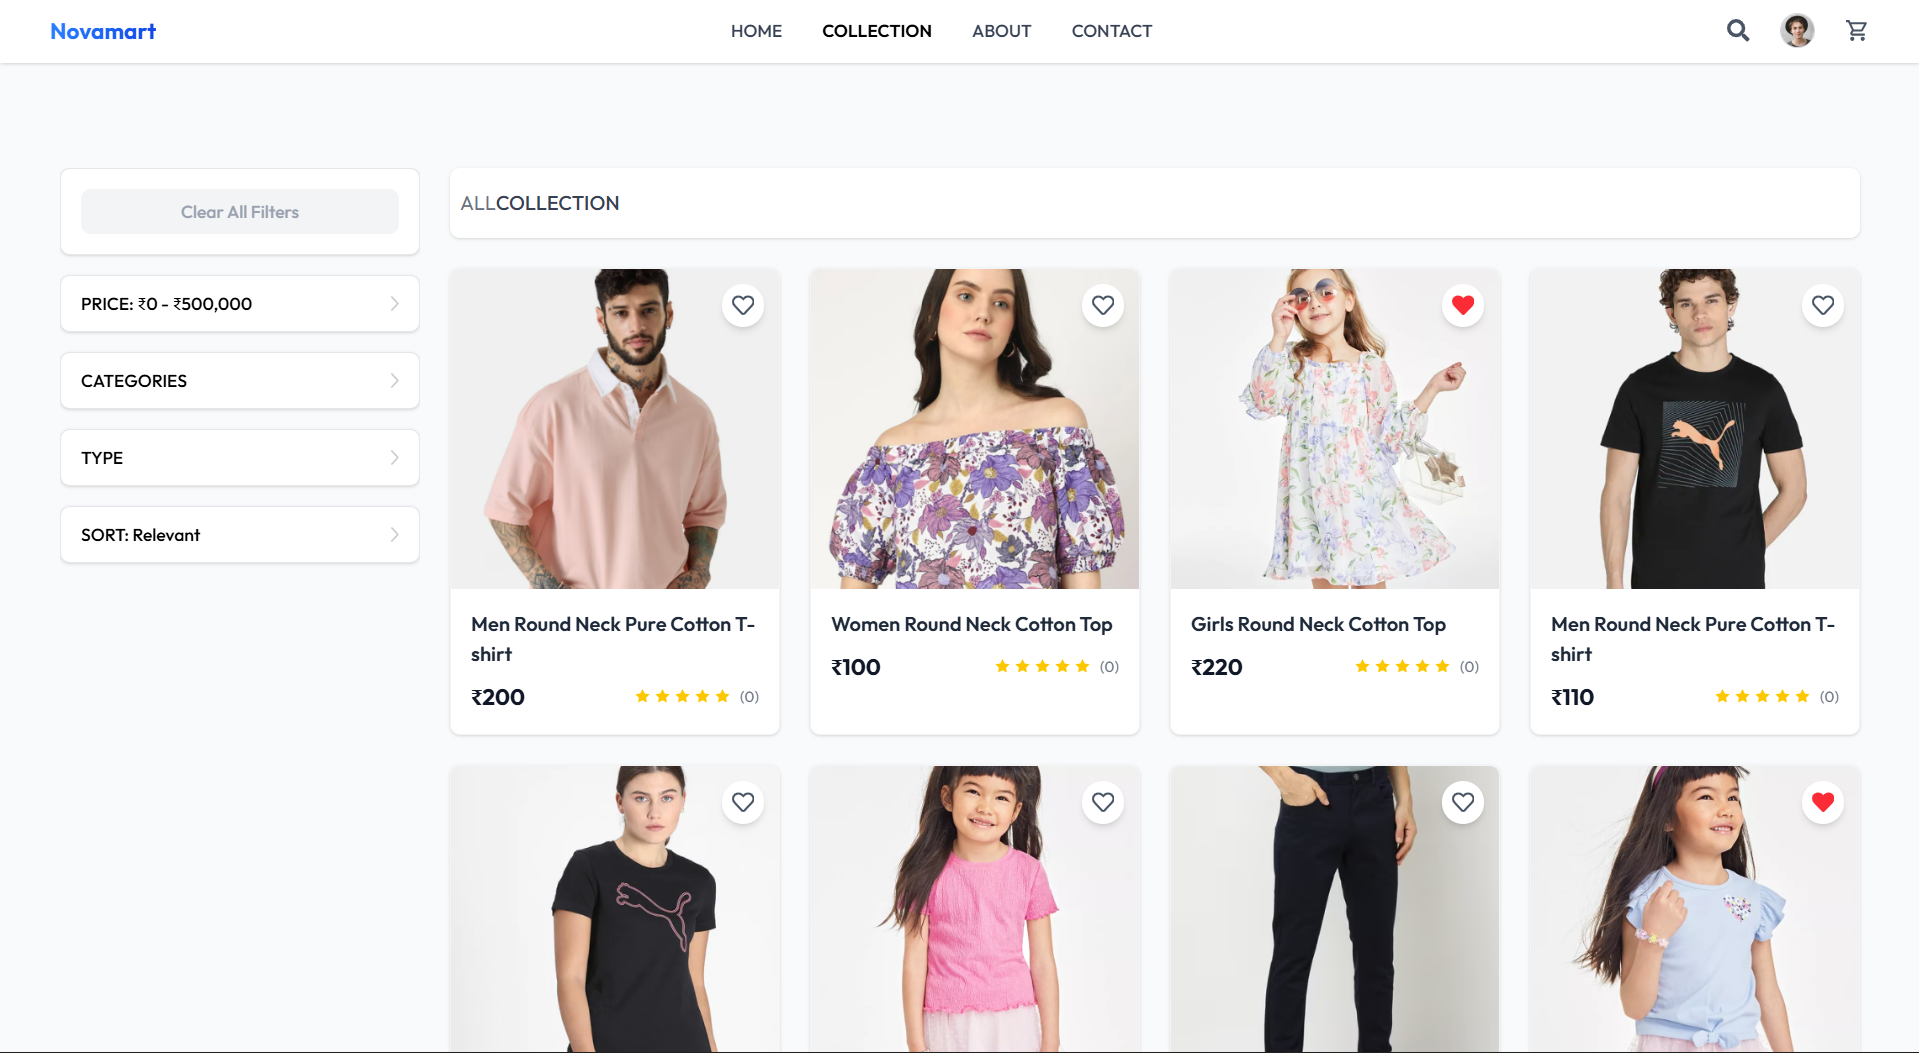 Novamart
HOME
COLLECTION
ABOUT
CONTACT
Clear All Filters
PRICE: ₹0 - ₹500,000
CATEGORIES
TYPE
SORT: Relevant
ALLCOLLECTION
Men Round Neck Pure Cotton T-
shirt
₹200
(0)
Women Round Neck Cotton Top
₹100
(0)
Girls Round Neck Cotton Top
₹220
(0)
Men Round Neck Pure Cotton T-
shirt
₹110
(0)